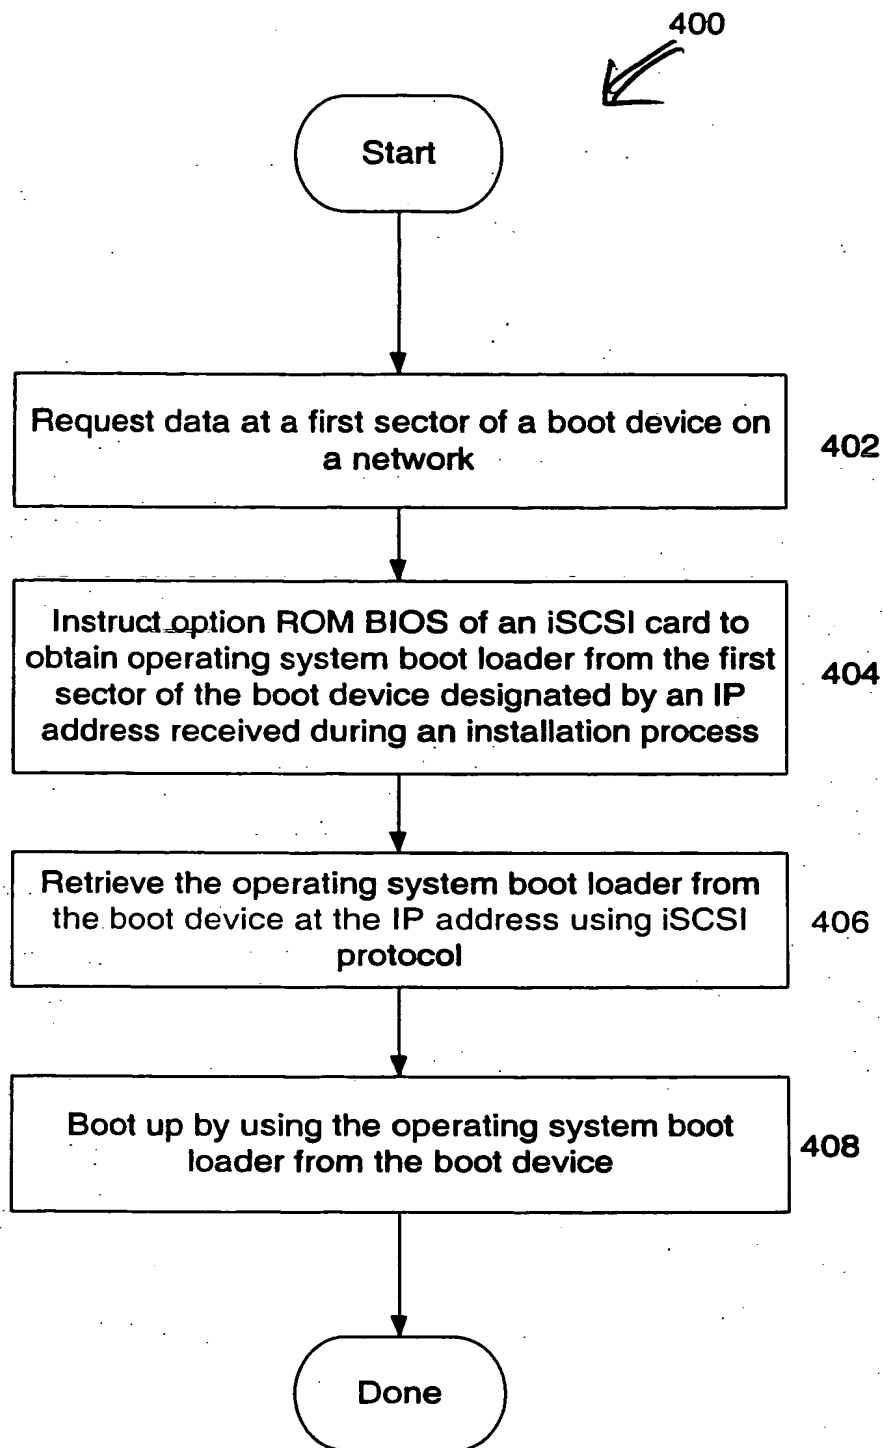 400
Start
Request data at a first sector of a boot device on
a network
402
Instruct option ROM BIOS of an iSCSI card to
obtain operating system boot loader from the first
sector of the boot device designated by an IP
address received during an installation process
404
Retrieve the operating system boot loader from
the boot device at the IP address using iSCSI
protocol
406
Boot up by using the operating system boot
loader from the boot device
408
Done